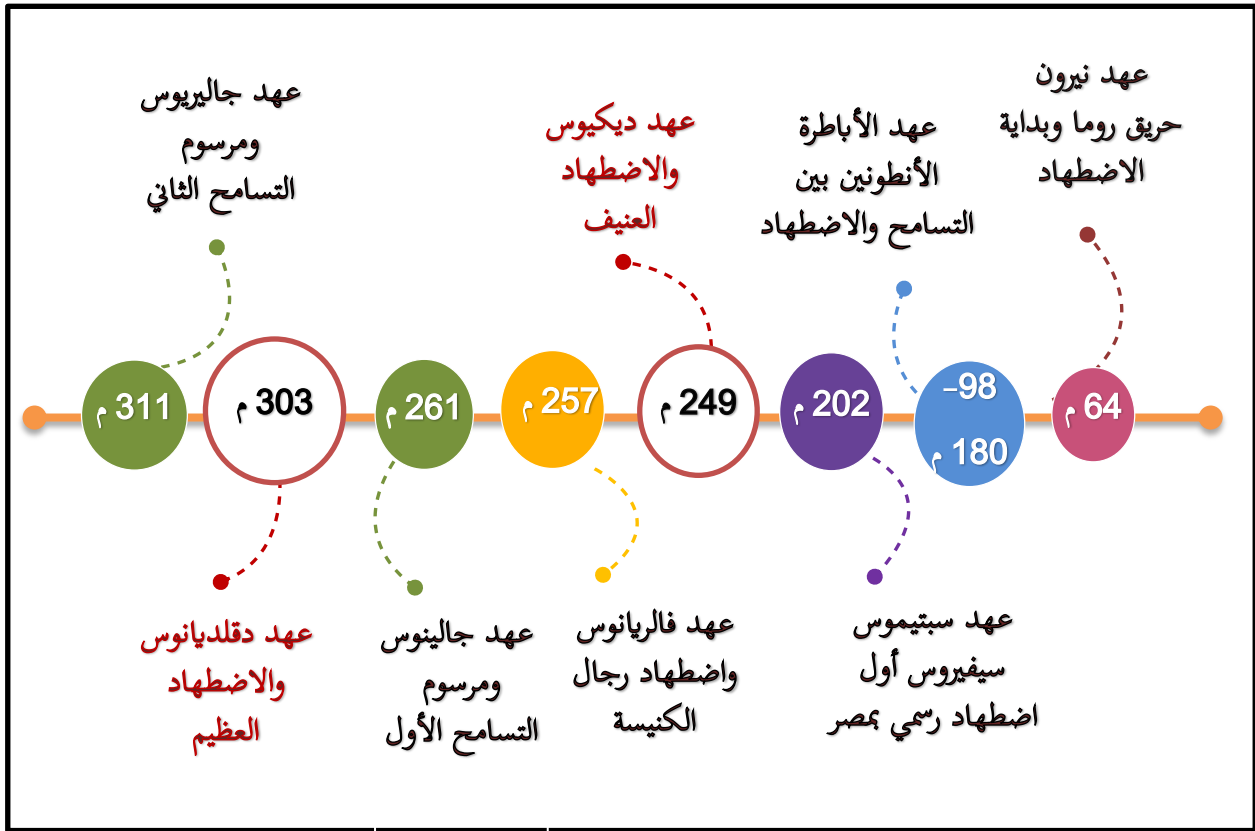 عهد نيرون
حريق روما وبداية
الاضطهاد
64 م
عهد الأباطرة
الأنطونين بين
التسامح والاضطهاد
98–
180 م
202 م
عهد سبتيموس
سيفيروس أول
اضطهاد رسمي بمصر
عهد ديكيوس
والاضطهاد
العنيف
249 م
257 م
عهد فالريانوس
واضطهاد رجال
الكنيسة
261 م
عهد جالينوس
ومرسوم
التسامح الأول
303 م
عهد دقلديانوس
والاضطهاد
العظيم
عهد جاليريوس
ومرسوم
التسامح الثاني
311 م